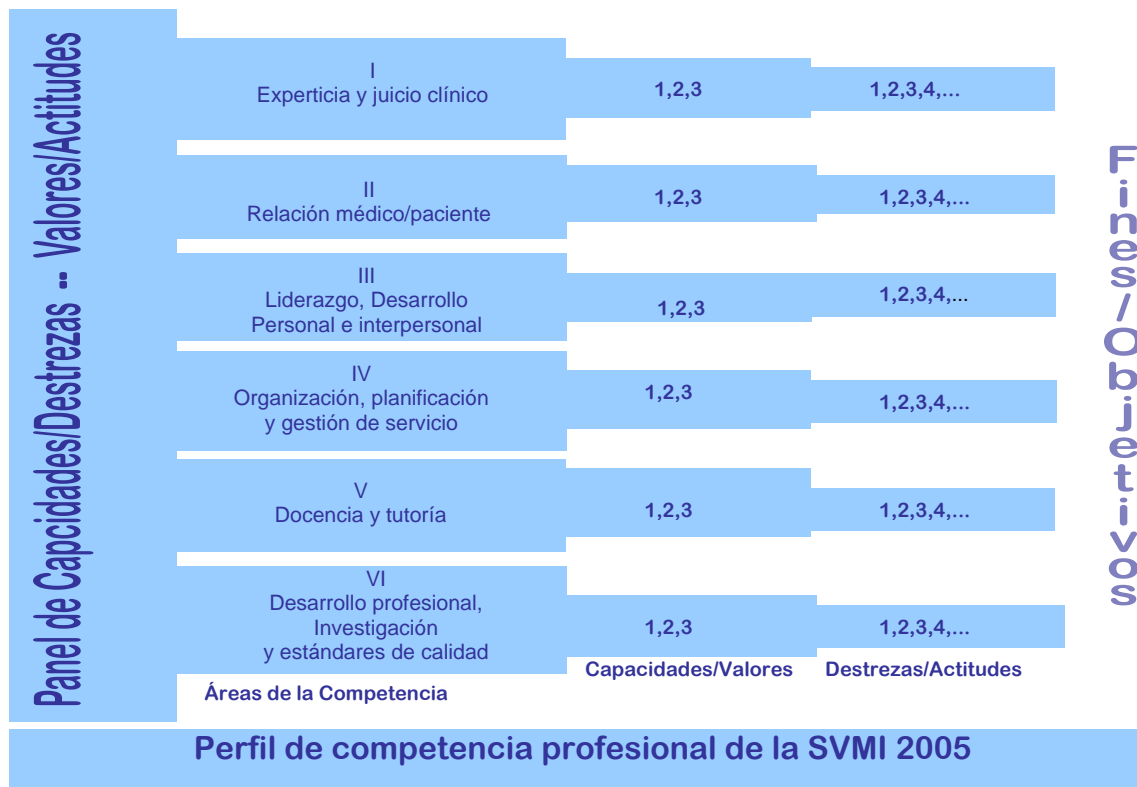 Panel de Capcidades/Destrezas -- Valores/Actitudes
I
Experticia y juicio clínico
1,2,3
1,2,3,4,...
II
Relación médico/paciente
1,2,3
1,2,3,4,...
III
Liderazgo, Desarrollo
Personal e interpersonal
1,2,3
1,2,3,4,...
IV
Organización, planificación
y gestión de servicio
1,2,3
1,2,3,4,...
V
Docencia y tutoría
1,2,3
1,2,3,4,...
VI
Desarrollo profesional,
Investigación
y estándares de calidad
1,2,3
1,2,3,4,...
Áreas de la Competencia
Capacidades/Valores
Destrezas/Actitudes
Fines/Objetivos
Perfil de competencia profesional de la SVMI 2005